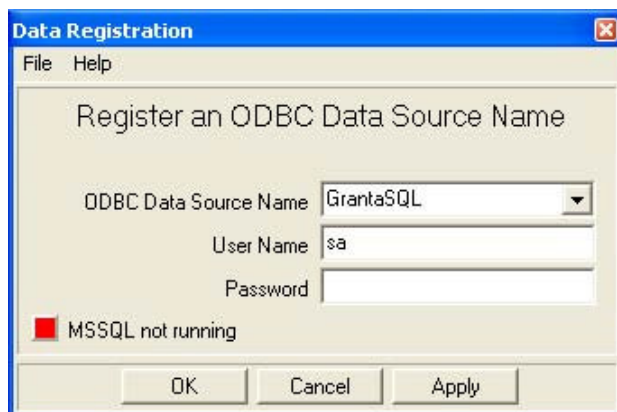 Data Registration
File Help
Register an ODBC Data Source Name
ODBC Data Source Name GrantaSQL
User Name sa
Password
MSSQL not running
OK Cancel Apply